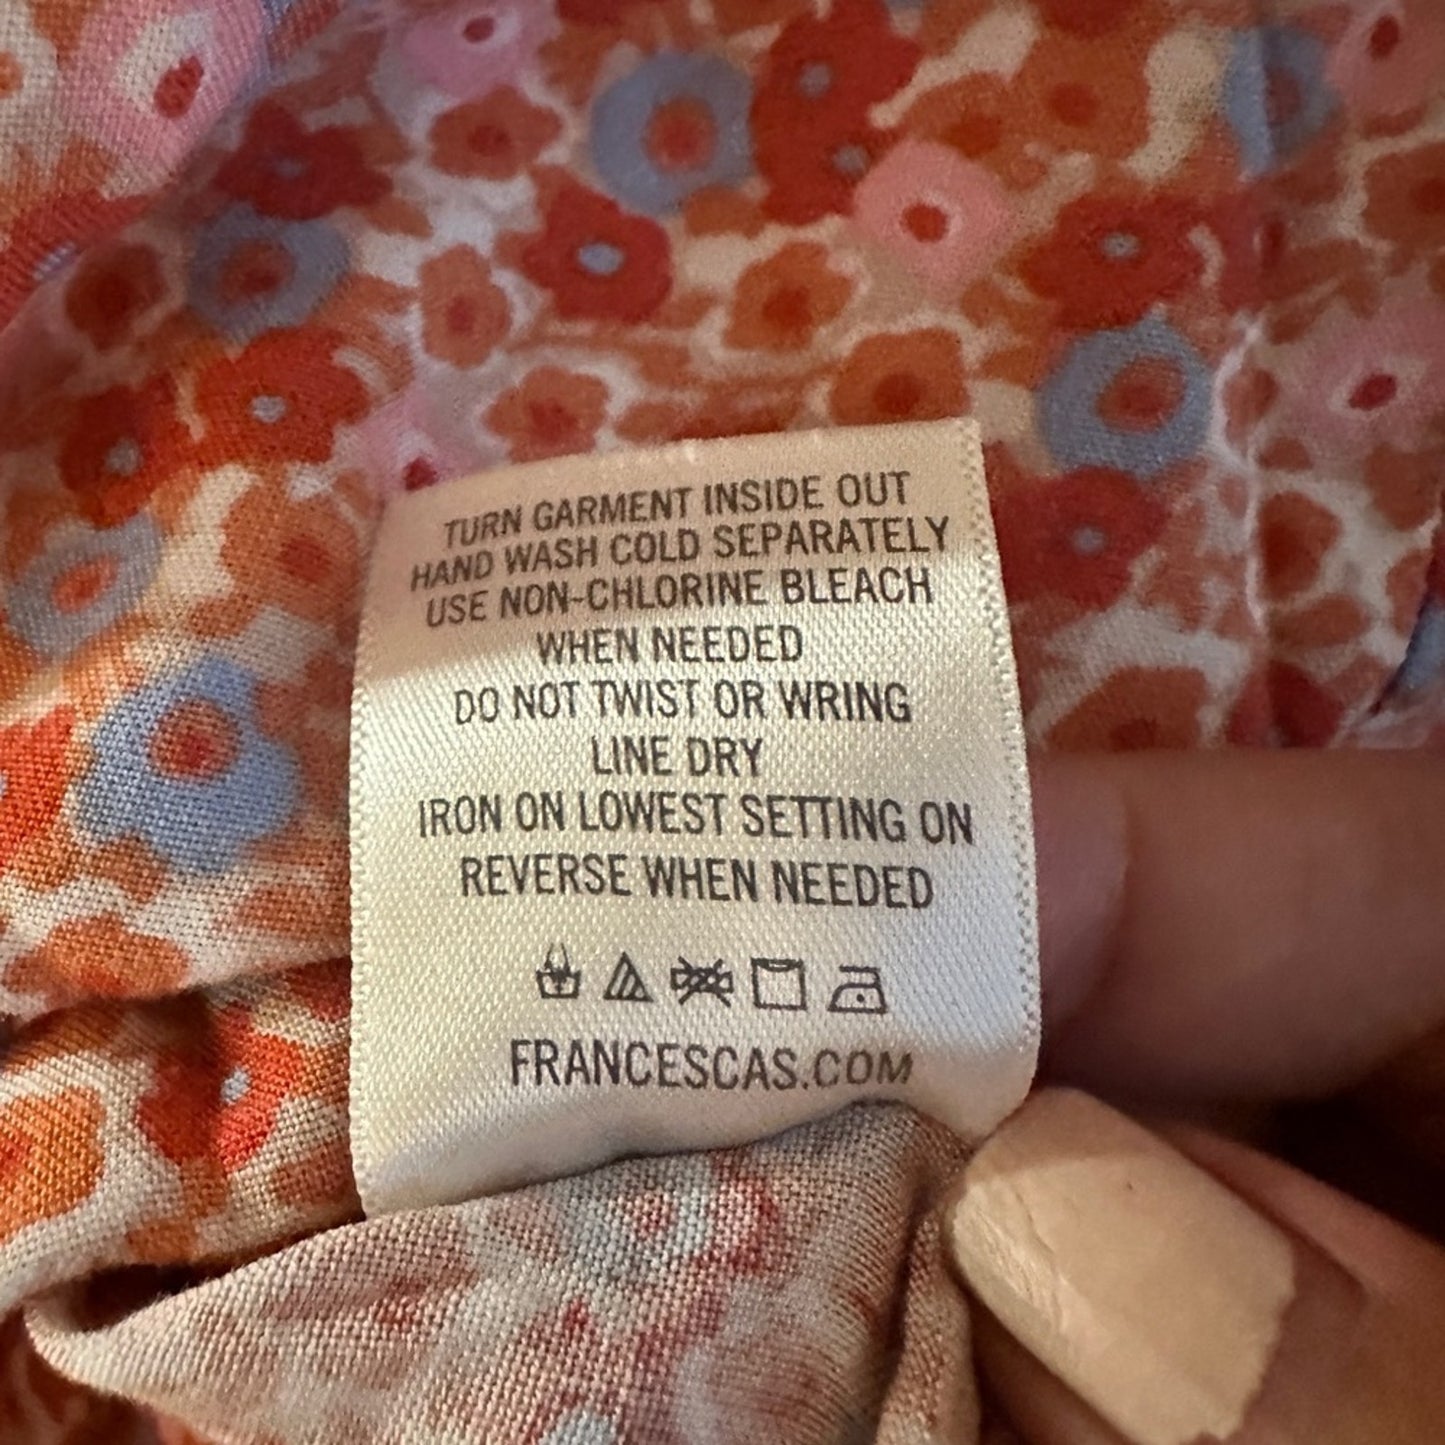 TURN GARMENT INSIDE OUT
HAND WASH COLD SEPARATELY
USE NON-CHLORINE BLEACH
WHEN NEEDED
DO NOT TWIST OR WRING
LINE DRY
IRON ON LOWEST SETTING ON
REVERSE WHEN NEEDED
FRANCESCAS.COM